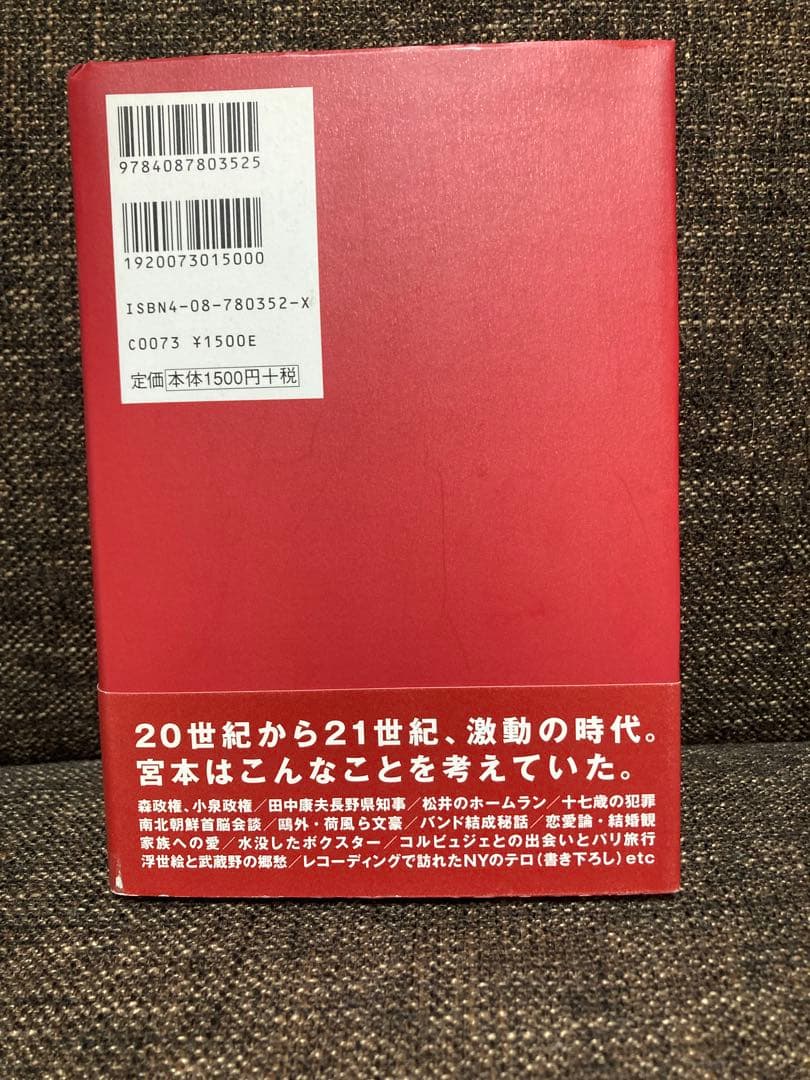 9784087803525
1920073015000
ISBN4-08-780352-X
C0073 ¥1500E
定価 本体1500円十税
20世紀から21世紀、激動の時代。
宮本はこんなことを考えていた。
森政権、小泉政権／田中康夫長野県知事／松井のホームラン／十七歳の犯罪
南北朝鮮首脳会談／鷗外・荷風ら文豪／バンド結成秘話／恋愛論・結婚観
家族への愛／水没したボクスター／コルビュジェとの出会いとパリ旅行
浮世絵と武蔵野の郷愁／レコーディングで訪れたNYのテロ（書き下ろし）etc